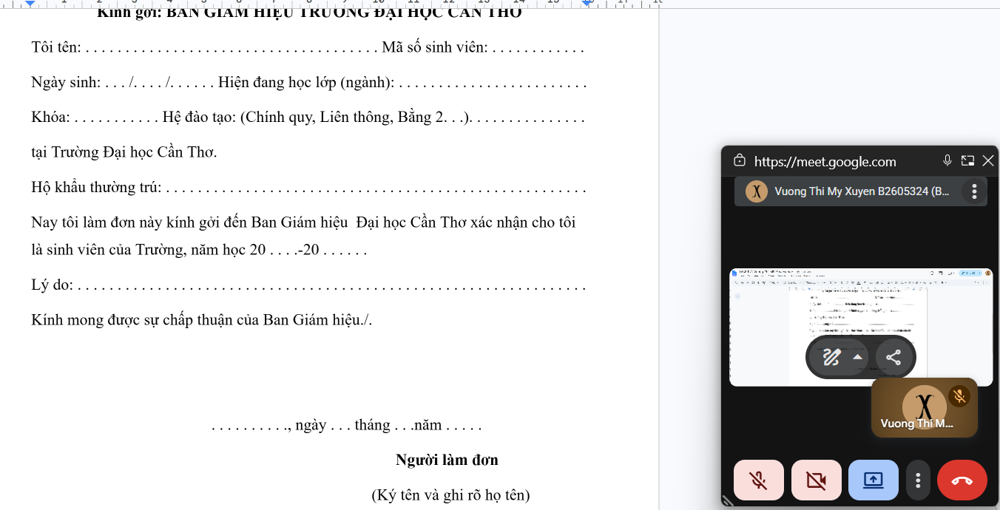 Kính gởi: BAN GIÁM HIỆU TRƯỜNG ĐẠI HỌC CẦN THƠ
Tôi tên: . . . . . . . . . . . . . . . . . . . . . . . . . . . . . . . . . . . . . Mã số sinh viên: . . . . . . . . . . . .
Ngày sinh: . . . /. . . . /. . . . . . Hiện đang học lớp (ngành): . . . . . . . . . . . . . . . . . . . . . . . .
Khóa: . . . . . . . . . . . Hệ đào tạo: (Chính quy, Liên thông, Bằng 2. . .). . . . . . . . . . . . . . .
tại Trường Đại học Cần Thơ.
Hộ khẩu thường trú: . . . . . . . . . . . . . . . . . . . . . . . . . . . . . . . . . . . . . . . . . . . . . . . . . . . . .
Nay tôi làm đơn này kính gởi đến Ban Giám hiệu  Đại học Cần Thơ xác nhận cho tôi
là sinh viên của Trường, năm học 20 . . . .-20 . . . . . .
Lý do: . . . . . . . . . . . . . . . . . . . . . . . . . . . . . . . . . . . . . . . . . . . . . . . . . . . . . . . . . . . . . . . .
Kính mong được sự chấp thuận của Ban Giám hiệu./.
. . . . . . . . . ., ngày . . . tháng . . .năm . . . . .
Người làm đơn
(Ký tên và ghi rõ họ tên)
https://meet.google.com
X
Vuong Thi My Xuyen B2605324 (B...
X
Vuong Thi M...